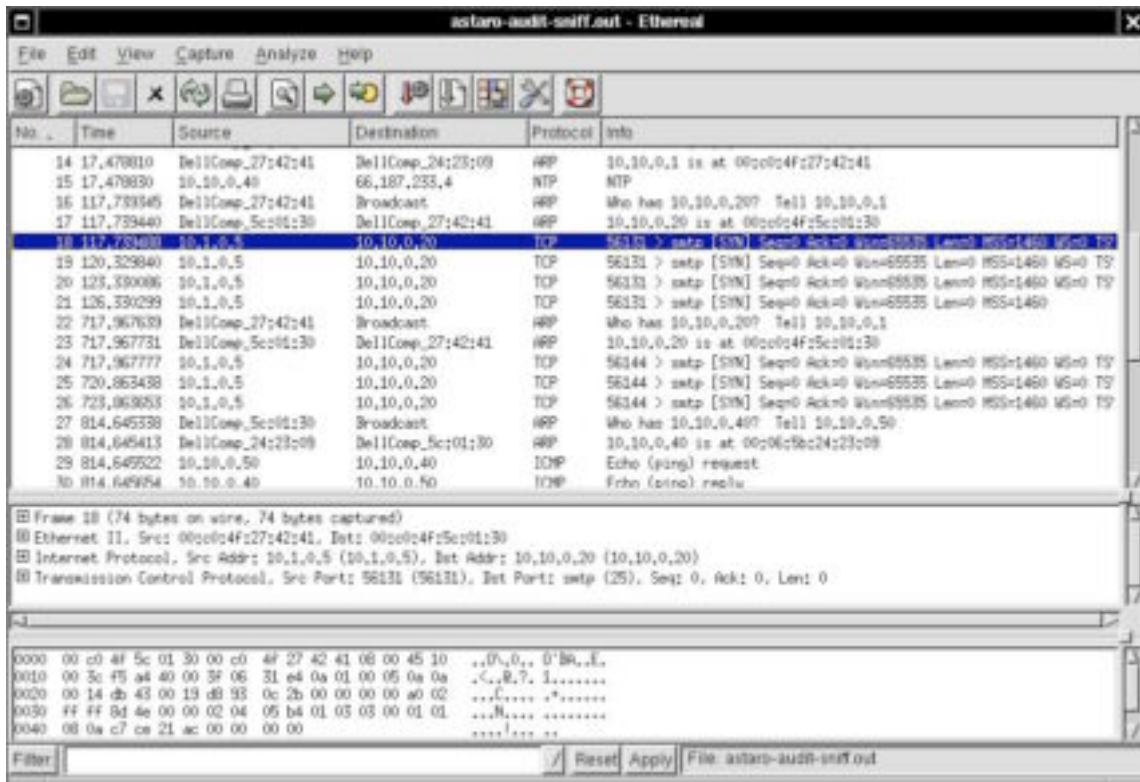 astaro-audit-sniff.out - Ethereal
File Edit View Capture Analyze Help
No. . Time Source Destination Protocol Info
14 17.478810 DellComp_27:42:41 DellComp_24:23:09 ARP 10.10.0.1 is at 00:c0:4f:27:42:41
15 17.478830 10.10.0.40 66.187.233.4 NTP NTP
16 117.739345 DellComp_27:42:41 Broadcast ARP Who has 10.10.0.20? Tell 10.10.0.1
17 117.739440 DellComp_5c:01:30 DellComp_27:42:41 ARP 10.10.0.20 is at 00:c0:4f:5c:01:30
18 117.739488 10.1.0.5 10.10.0.20 TCP 56131 > smtp [SYN] Seq=0 Ack=0 Win=65535 Len=0 MSS=1460 WS=0 TS
19 120.329840 10.1.0.5 10.10.0.20 TCP 56131 > smtp [SYN] Seq=0 Ack=0 Win=65535 Len=0 MSS=1460 WS=0 TS
20 123.330086 10.1.0.5 10.10.0.20 TCP 56131 > smtp [SYN] Seq=0 Ack=0 Win=65535 Len=0 MSS=1460 WS=0 TS
21 126.330299 10.1.0.5 10.10.0.20 TCP 56131 > smtp [SYN] Seq=0 Ack=0 Win=65535 Len=0 MSS=1460
22 717.967639 DellComp_27:42:41 Broadcast ARP Who has 10.10.0.20? Tell 10.10.0.1
23 717.967731 DellComp_5c:01:30 DellComp_27:42:41 ARP 10.10.0.20 is at 00:c0:4f:5c:01:30
24 717.967777 10.1.0.5 10.10.0.20 TCP 56144 > smtp [SYN] Seq=0 Ack=0 Win=65535 Len=0 MSS=1460 WS=0 TS
25 720.863438 10.1.0.5 10.10.0.20 TCP 56144 > smtp [SYN] Seq=0 Ack=0 Win=65535 Len=0 MSS=1460 WS=0 TS
26 723.863653 10.1.0.5 10.10.0.20 TCP 56144 > smtp [SYN] Seq=0 Ack=0 Win=65535 Len=0 MSS=1460 WS=0 TS
27 814.645338 DellComp_5c:01:30 Broadcast ARP Who has 10.10.0.40? Tell 10.10.0.50
28 814.645413 DellComp_24:23:09 DellComp_5c:01:30 ARP 10.10.0.40 is at 00:06:5b:24:23:09
29 814.645522 10.10.0.50 10.10.0.40 ICMP Echo (ping) request
30 814.645654 10.10.0.40 10.10.0.50 ICMP Echo (ping) reply
Frame 18 (74 bytes on wire, 74 bytes captured)
Ethernet II, Src: 00:c0:4f:27:42:41, Dst: 00:c0:4f:5c:01:30
Internet Protocol, Src Addr: 10.1.0.5 (10.1.0.5), Dst Addr: 10.10.0.20 (10.10.0.20)
Transmission Control Protocol, Src Port: 56131 (56131), Dst Port: smtp (25), Seq: 0, Ack: 0, Len: 0
0000 00 c0 4f 5c 01 30 00 c0 4f 27 42 41 08 00 45 10 ..O\.0.. O'BA..E.
0010 00 3c f5 a4 40 00 3f 06 31 e4 0a 01 00 05 0a 0a .<..@.?. 1.......
0020 00 14 db 43 00 19 d8 93 0c 2b 00 00 00 00 a0 02 ...C.... .+......
0030 ff ff 8d 4e 00 00 02 04 05 b4 01 03 03 00 01 01 ...N.... ........
0040 08 0a c7 ce 21 ac 00 00 00 00 ....!... ..
Filter: Reset Apply File: astaro-audit-sniff.out